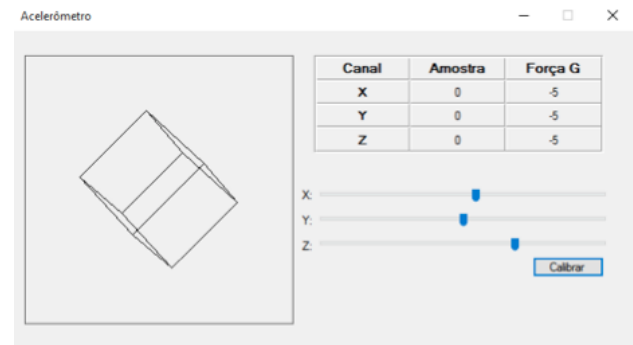 Acelerômetro
Canal Amostra Força G
X 0 -5
Y 0 -5
Z 0 -5
X:
Y:
Z:
Calibrar